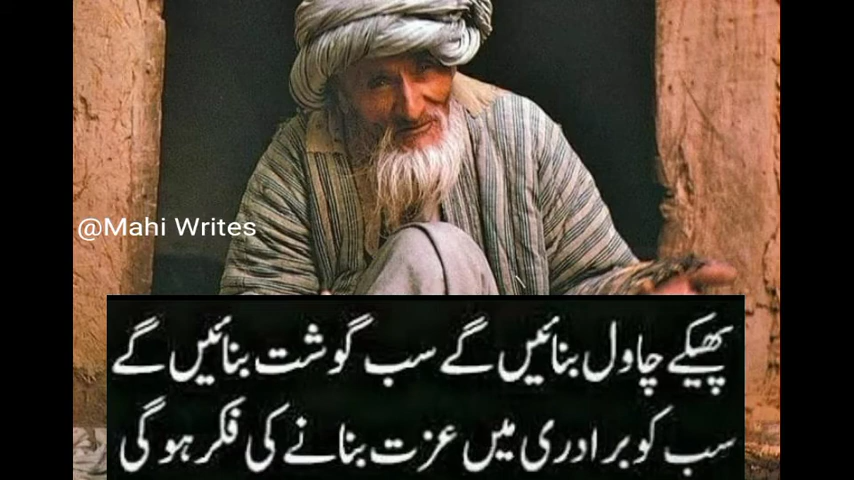 @Mahi Writes
پھیکے چاول بنائیں گے سب گوشت بنائیں گے
سب کو برادری میں عزت بنانے کی فکر ہو گی